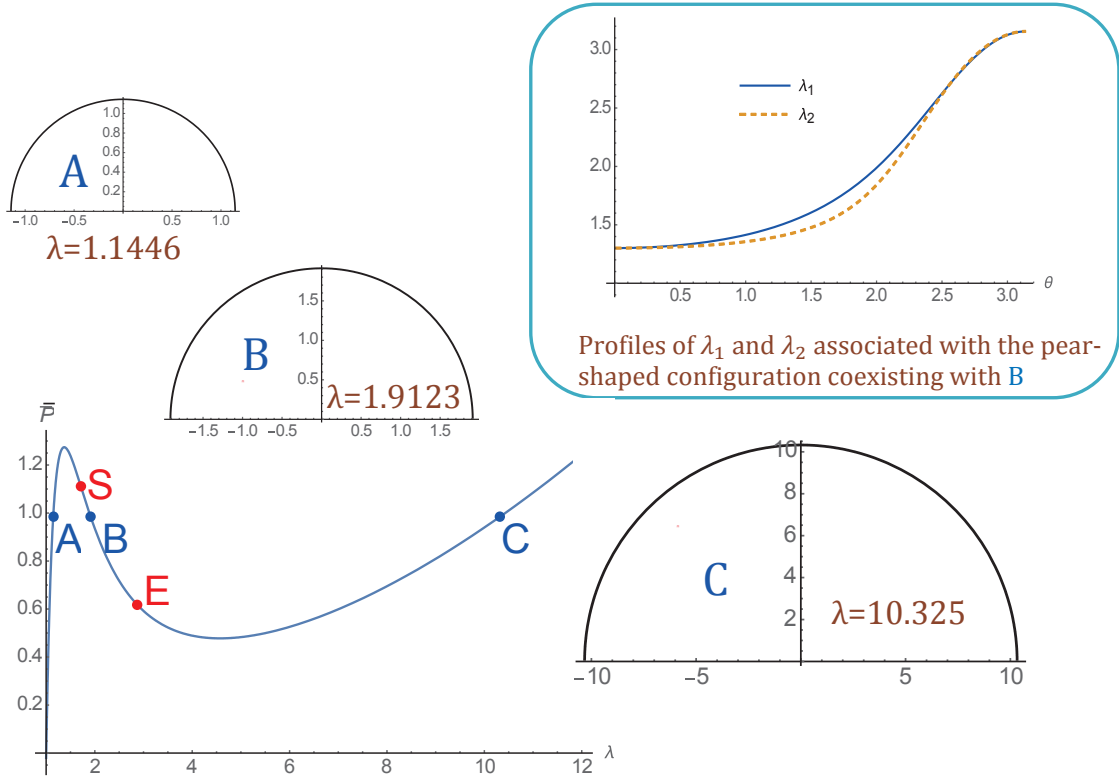 3.0
2.5
λ₁
λ₂
2.0
1.5
0.5 1.0 1.5 2.0 2.5 3.0 θ
Profiles of λ₁ and λ₂ associated with the pear-
shaped configuration coexisting with B
1.0
0.8
0.6
0.4
0.2
A
−1.0 −0.5 0.5 1.0
λ=1.1446
1.5
1.0
0.5
B
λ=1.9123
−1.5 −1.0 −0.5 0.5 1.0 1.5
P̿
1.2
1.0
0.8
0.6
0.4
0.2
S
A B
E
C
2 4 6 8 10 12 λ
10
8
6
4
2
C
λ=10.325
−10 −5 5 10